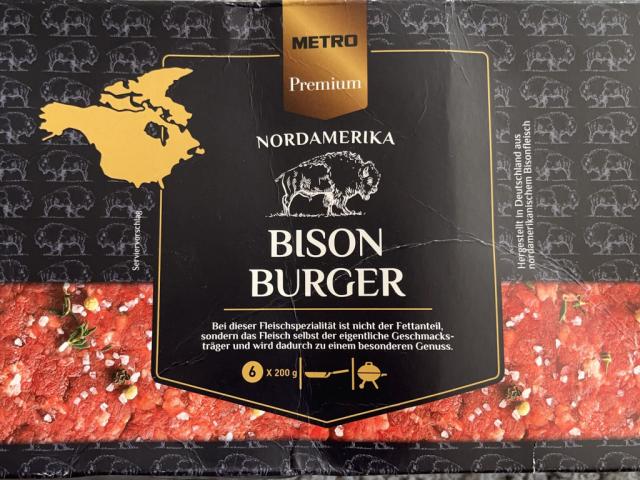 METRO
Premium
NORDAMERIKA
BISON
BURGER
Bei dieser Fleischspezialität ist nicht der Fettanteil,
sondern das Fleisch selbst der eigentliche Geschmacks-
träger und wird dadurch zu einem besonderen Genuss.
6 X 200 g
Serviervorschlag
Hergestellt in Deutschland aus
nordamerikanischem Bisonfleisch